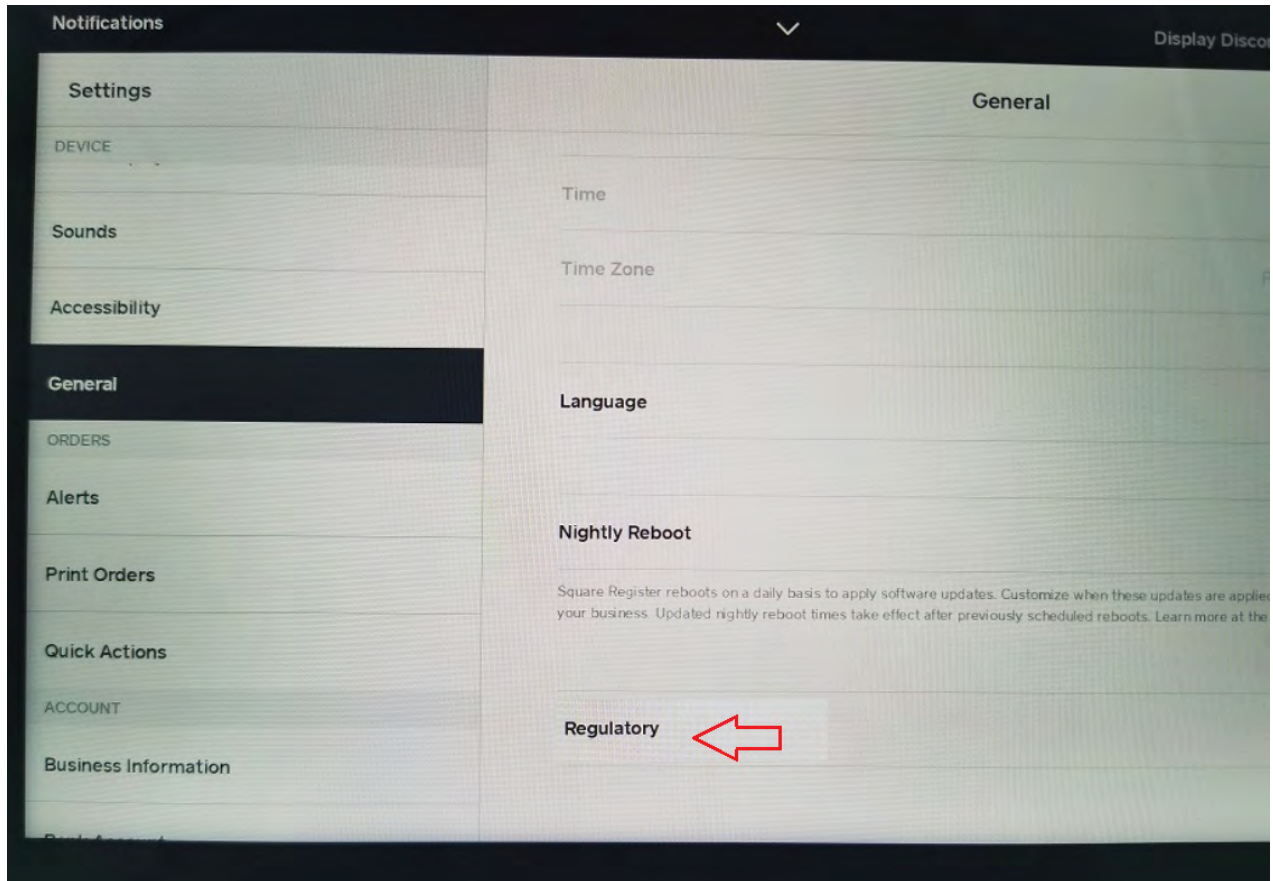 Notifications
Display Discon
Settings
General
DEVICE
Time
Sounds
Time Zone
Accessibility
General
Language
ORDERS
Alerts
Nightly Reboot
Print Orders
Square Register reboots on a daily basis to apply software updates. Customize when these updates are applied
your business. Updated nightly reboot times take effect after previously scheduled reboots. Learn more at the
Quick Actions
ACCOUNT
Regulatory
Business Information